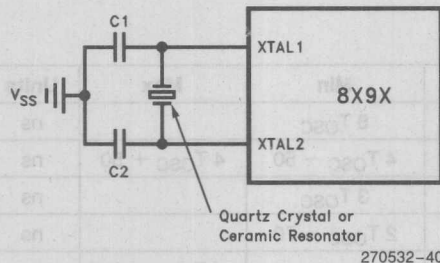 C1
XTAL1
8X9X
VSS
XTAL2
C2
Quartz Crystal or
Ceramic Resonator
270532-40